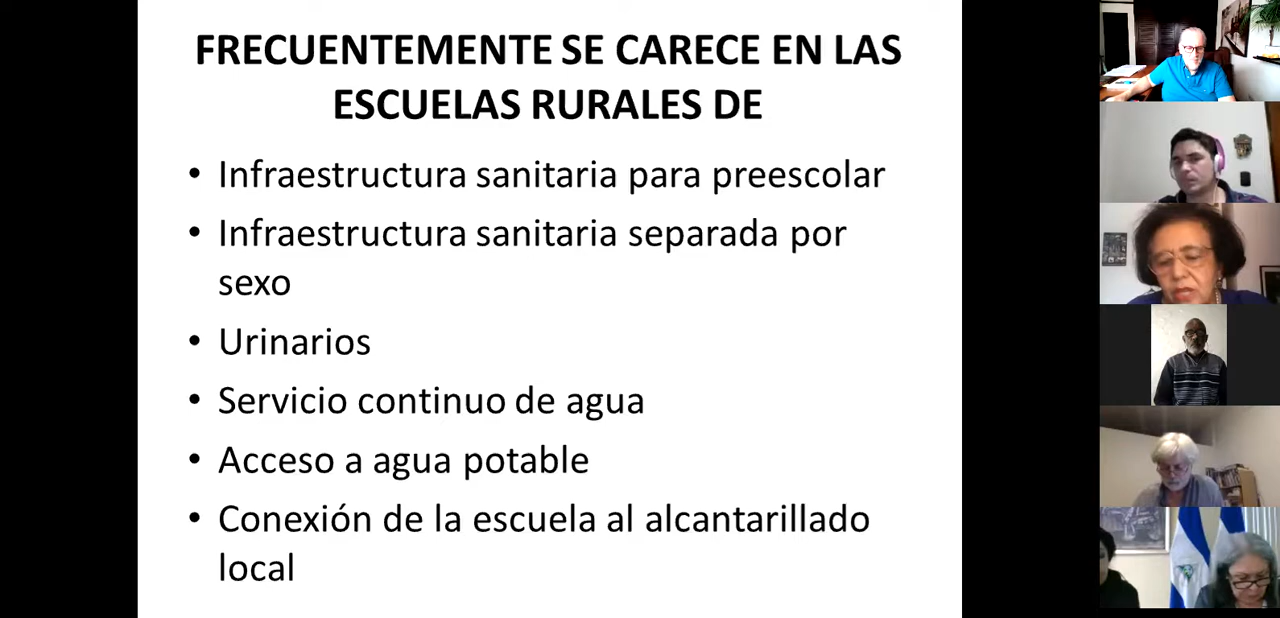 FRECUENTEMENTE SE CARECE EN LAS
ESCUELAS RURALES DE
• Infraestructura sanitaria para preescolar
• Infraestructura sanitaria separada por
sexo
• Urinarios
• Servicio continuo de agua
• Acceso a agua potable
• Conexión de la escuela al alcantarillado
local